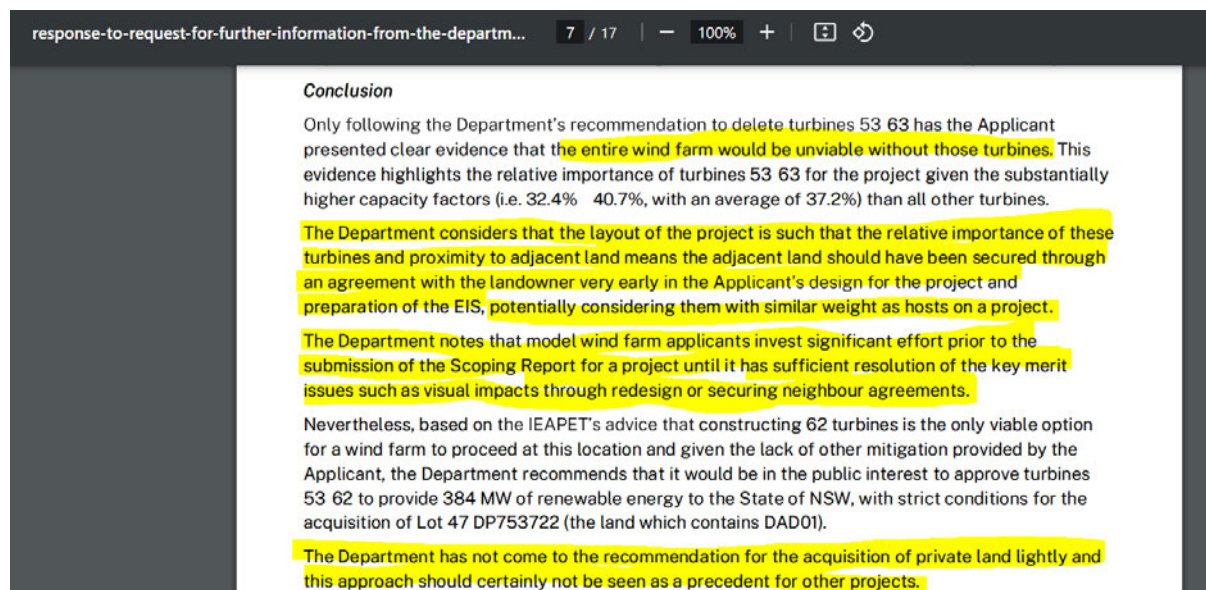 response-to-request-for-further-information-from-the-departm... 7 / 17 100%
Conclusion
Only following the Department's recommendation to delete turbines 53 63 has the Applicant
presented clear evidence that the entire wind farm would be unviable without those turbines. This
evidence highlights the relative importance of turbines 53 63 for the project given the substantially
higher capacity factors (i.e. 32.4% 40.7%, with an average of 37.2%) than all other turbines.
The Department considers that the layout of the project is such that the relative importance of these
turbines and proximity to adjacent land means the adjacent land should have been secured through
an agreement with the landowner very early in the Applicant's design for the project and
preparation of the EIS, potentially considering them with similar weight as hosts on a project.
The Department notes that model wind farm applicants invest significant effort prior to the
submission of the Scoping Report for a project until it has sufficient resolution of the key merit
issues such as visual impacts through redesign or securing neighbour agreements.
Nevertheless, based on the IEAPET's advice that constructing 62 turbines is the only viable option
for a wind farm to proceed at this location and given the lack of other mitigation provided by the
Applicant, the Department recommends that it would be in the public interest to approve turbines
53 62 to provide 384 MW of renewable energy to the State of NSW, with strict conditions for the
acquisition of Lot 47 DP753722 (the land which contains DAD01).
The Department has not come to the recommendation for the acquisition of private land lightly and
this approach should certainly not be seen as a precedent for other projects.